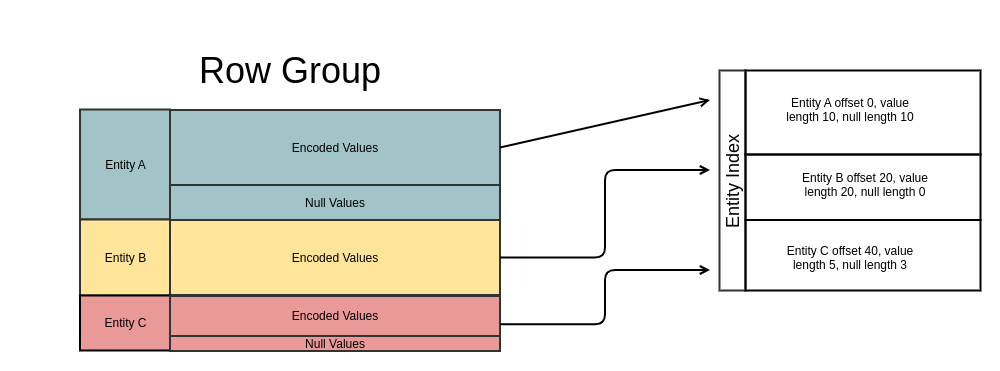 Row Group
Entity A
Encoded Values
Null Values
Entity B
Encoded Values
Entity C
Encoded Values
Null Values
Entity Index
Entity A offset 0, value
length 10, null length 10
Entity B offset 20, value
length 20, null length 0
Entity C offset 40, value
length 5, null length 3